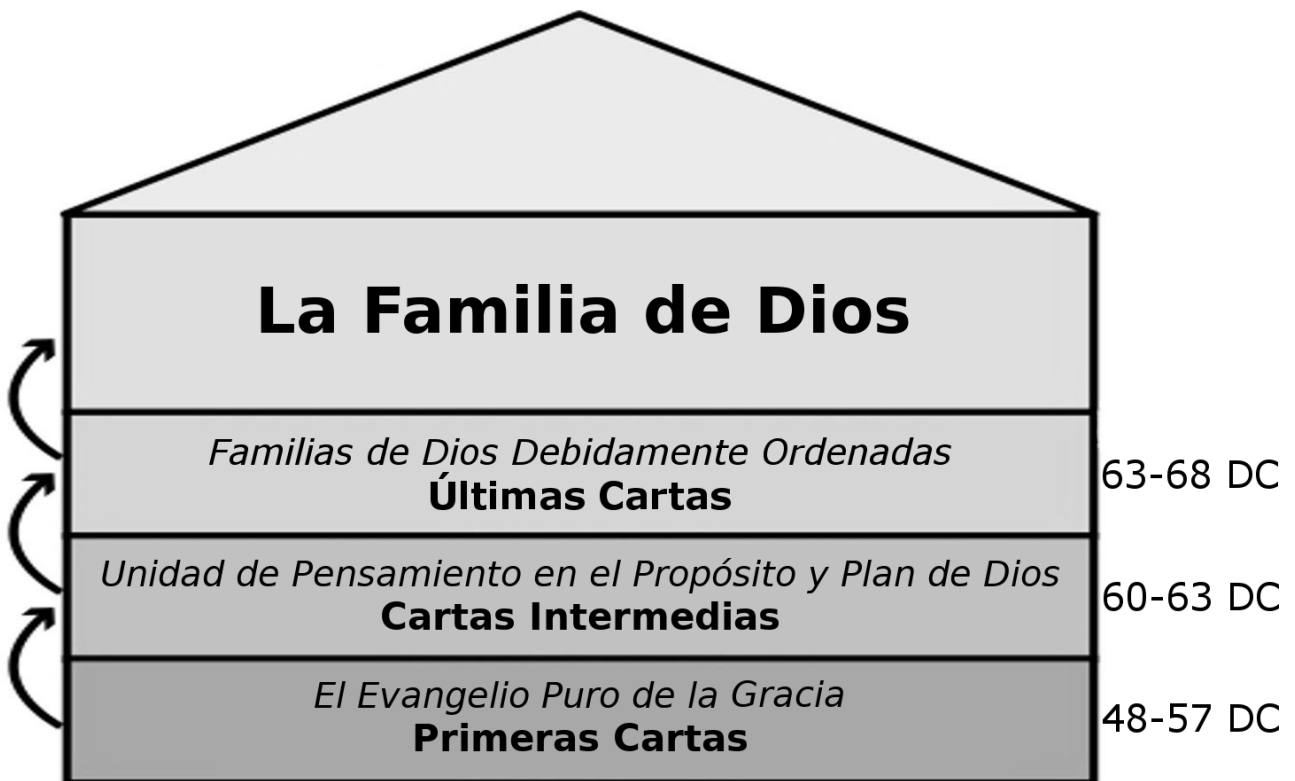 La Familia de Dios
Familias de Dios Debidamente Ordenadas
Últimas Cartas
63-68 DC
Unidad de Pensamiento en el Propósito y Plan de Dios
Cartas Intermedias
60-63 DC
El Evangelio Puro de la Gracia
Primeras Cartas
48-57 DC